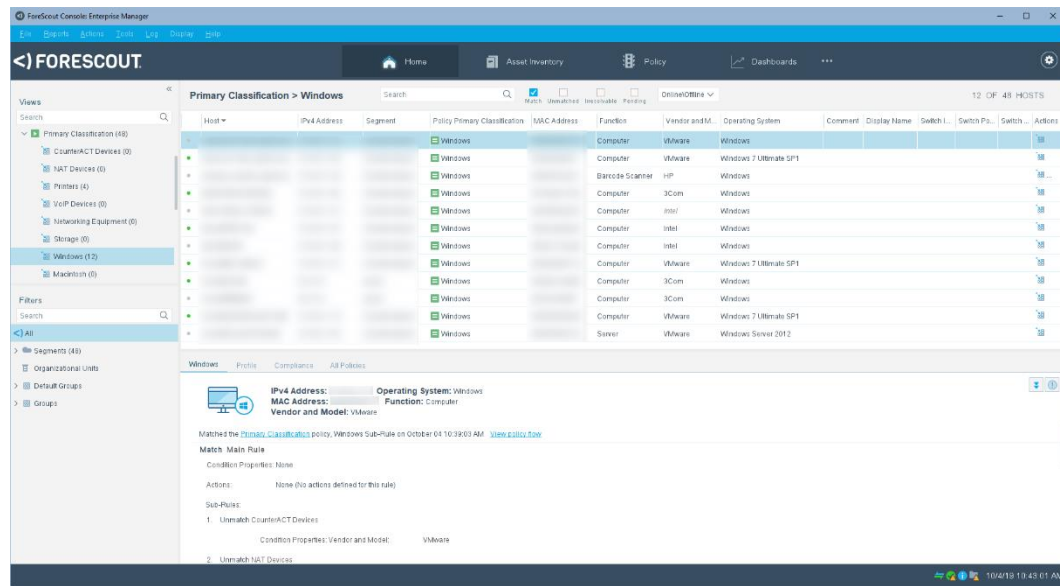 ForeScout Console: Enterprise Manager
File Reports Actions Tools Log Display Help
FORESCOUT
Home
Asset Inventory
Policy
Dashboards
Views
Search
Primary Classification (48)
CounterACT Devices (0)
NAT Devices (0)
Printers (4)
VoIP Devices (0)
Networking Equipment (6)
Storage (0)
Windows (12)
Macintosh (0)
Filters
Search
All
Segments (48)
Organizational Units
Default Groups
Groups
Primary Classification > Windows
Search
Match Unmatched Irresolvable Pending
Online\Offline
12 OF 48 HOSTS
Host IPv4 Address Segment Policy Primary Classification MAC Address Function Vendor and M... Operating System Comment Display Name Switch I... Switch Po... Switch ... Actions
Windows Computer VMware Windows
Windows Computer VMware Windows 7 Ultimate SP1
Windows Barcode Scanner HP Windows
Windows Computer 3Com Windows
Windows Computer Intel Windows
Windows Computer Intel Windows
Windows Computer Intel Windows
Windows Computer VMware Windows 7 Ultimate SP1
Windows Computer 3Com Windows
Windows Computer 3Com Windows
Windows Computer VMware Windows 7 Ultimate SP1
Windows Server VMware Windows Server 2012
Windows Profile Compliance All Policies
IPv4 Address: Operating System: Windows
MAC Address: Function: Computer
Vendor and Model: VMware
Matched the Primary Classification policy, Windows Sub-Rule on October 04 10:39:03 AM View policy flow
Match Main Rule
Condition Properties: None
Actions: None (No actions defined for this rule)
Sub-Rules:
1. Unmatch CounterACT Devices
Condition Properties: Vendor and Model: VMware
2. Unmatch NAT Devices
10/4/19 10:43:01 AM